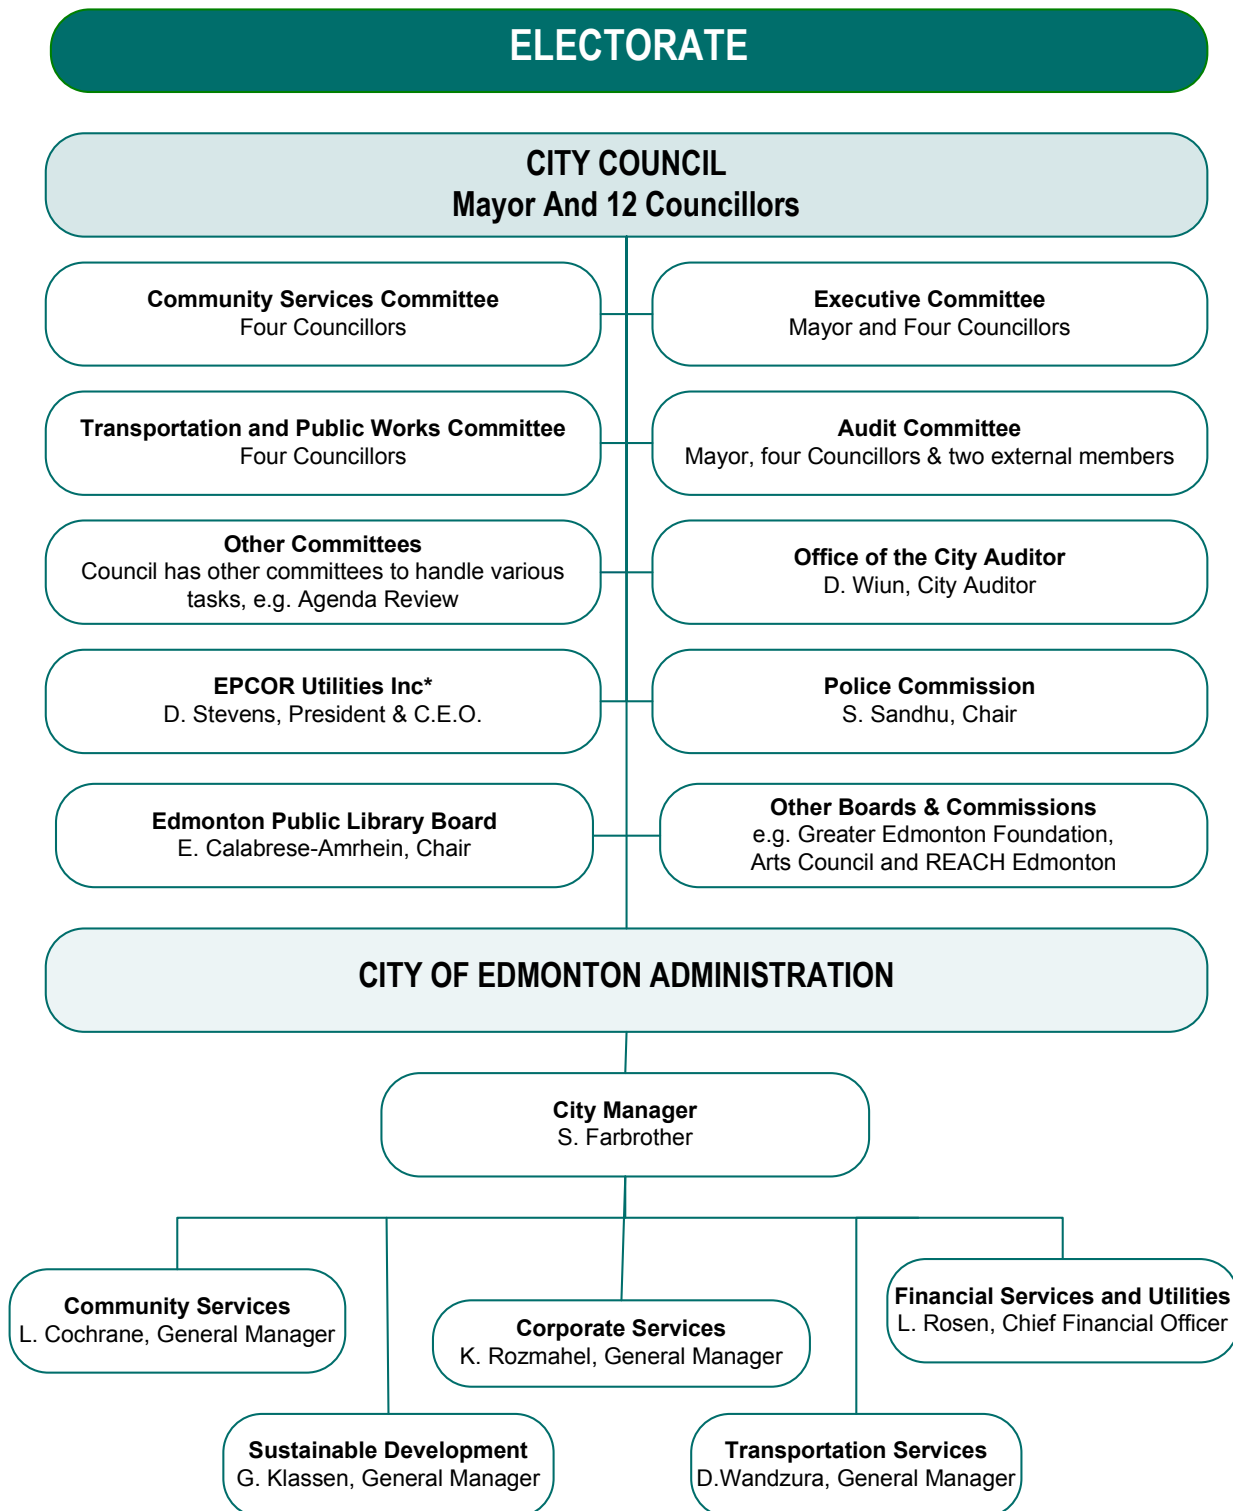 ELECTORATE
CITY COUNCIL
Mayor And 12 Councillors
Community Services Committee
Four Councillors
Executive Committee
Mayor and Four Councillors
Transportation and Public Works Committee
Four Councillors
Audit Committee
Mayor, four Councillors & two external members
Other Committees
Council has other committees to handle various
tasks, e.g. Agenda Review
Office of the City Auditor
D. Wiun, City Auditor
EPCOR Utilities Inc*
D. Stevens, President & C.E.O.
Police Commission
S. Sandhu, Chair
Edmonton Public Library Board
E. Calabrese-Amrhein, Chair
Other Boards & Commissions
e.g. Greater Edmonton Foundation,
Arts Council and REACH Edmonton
CITY OF EDMONTON ADMINISTRATION
City Manager
S. Farbrother
Community Services
L. Cochrane, General Manager
Corporate Services
K. Rozmahel, General Manager
Financial Services and Utilities
L. Rosen, Chief Financial Officer
Sustainable Development
G. Klassen, General Manager
Transportation Services
D.Wandzura, General Manager